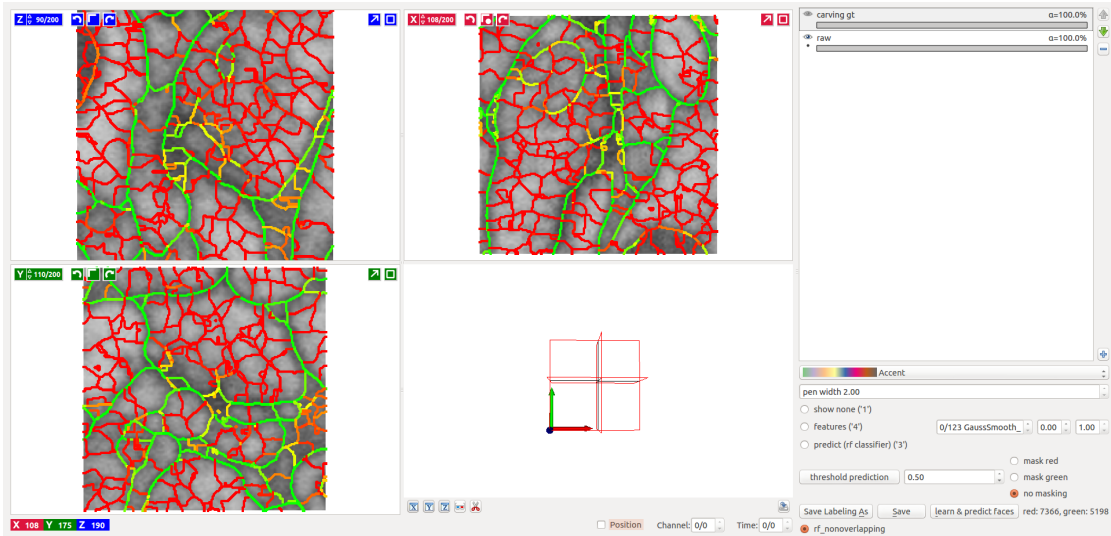 Z 90/200
X 108/200
carving gt α=100.0%
raw α=100.0%
Y 110/200
Accent
pen width 2.00
show none ('1')
features ('4') 0/123 GaussSmooth_ 0.00 1.00
predict (rf classifier) ('3')
mask red
threshold prediction 0.50
mask green
no masking
X Y Z
Save Labeling As Save learn & predict faces red: 7366, green: 5198
X 108 Y 175 Z 190
Position Channel: 0/0 Time: 0/0
rf_nonoverlapping